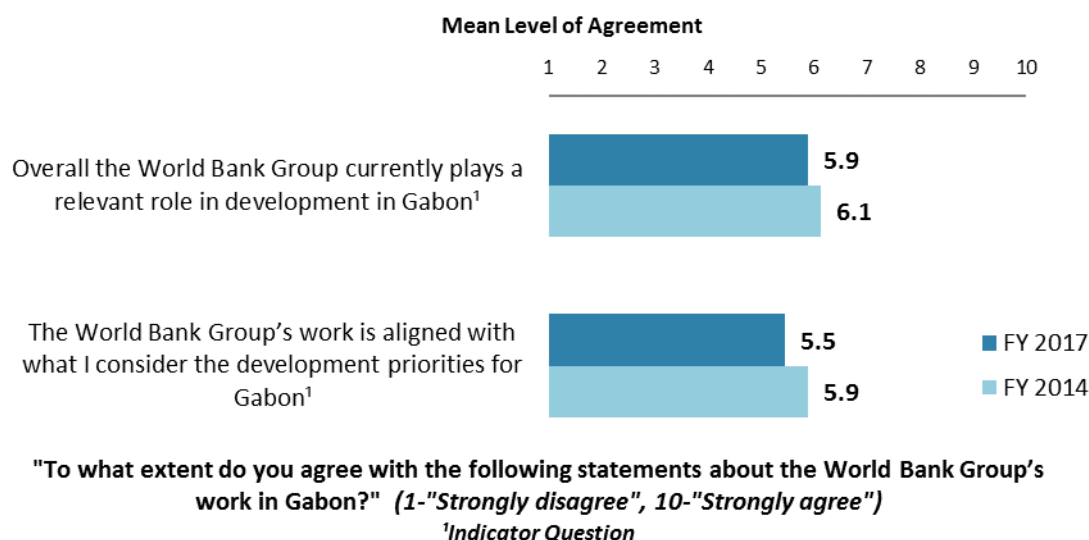 Mean Level of Agreement
1 2 3 4 5 6 7 8 9 10
Overall the World Bank Group currently plays a
relevant role in development in Gabon¹
5.9
6.1
The World Bank Group’s work is aligned with
what I consider the development priorities for
Gabon¹
5.5
5.9
FY 2017
FY 2014
"To what extent do you agree with the following statements about the World Bank Group’s
work in Gabon?" (1-"Strongly disagree", 10-"Strongly agree")
¹Indicator Question